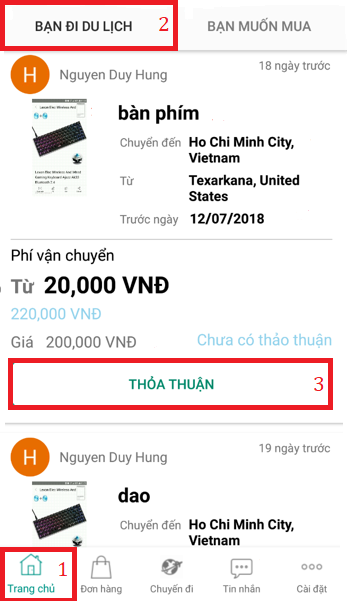 BẠN ĐI DU LỊCH 2 BẠN MUỐN MUA
H Nguyen Duy Hung 18 ngày trước
bàn phím
Chuyển đến Ho Chi Minh City,
Vietnam
Từ Texarkana, United
States
Trước ngày 12/07/2018
Phí vận chuyển
Từ 20,000 VNĐ
220,000 VNĐ
Giá 200,000 VNĐ Chưa có thảo thuận
THỎA THUẬN 3
H Nguyen Duy Hung 19 ngày trước
dao
Chuyển đến Ho Chi Minh City,
Vietnam
1
Trang chủ Đơn hàng Chuyến đi Tin nhắn Cài đặt